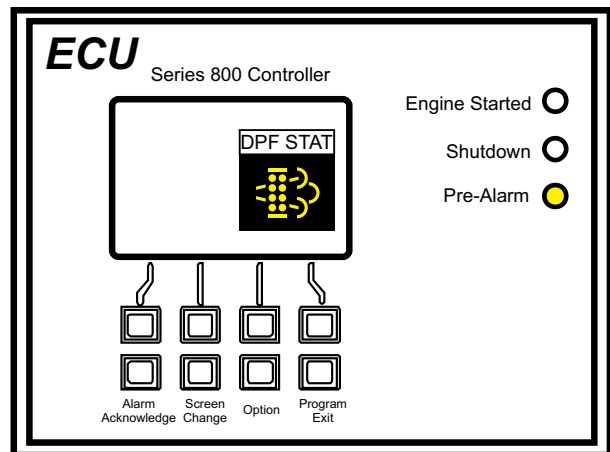 ECU
Series 800 Controller
DPF STAT
Engine Started
Shutdown
Pre-Alarm
Alarm
Acknowledge
Screen
Change
Option
Program
Exit